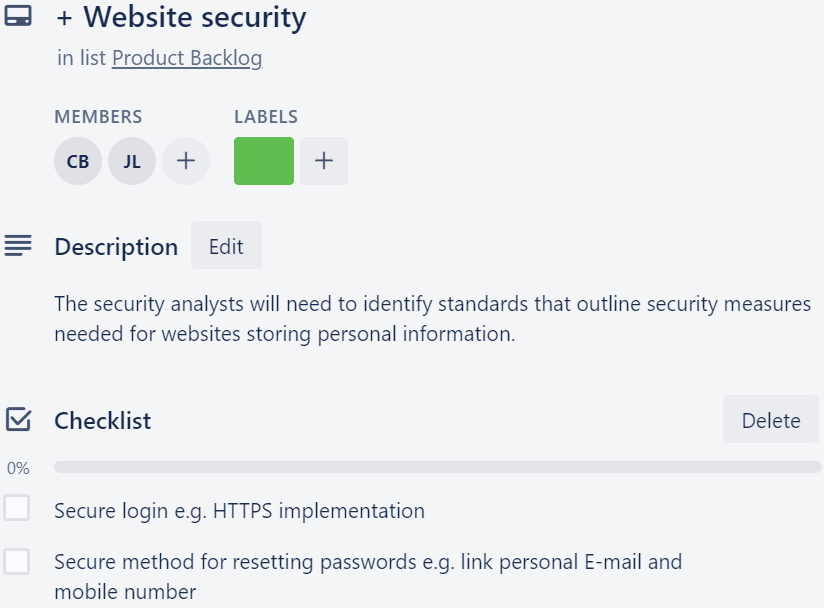 + Website security
in list Product Backlog
MEMBERS LABELS
CB JL + +
Description Edit
The security analysts will need to identify standards that outline security measures
needed for websites storing personal information.
Checklist Delete
0%
Secure login e.g. HTTPS implementation
Secure method for resetting passwords e.g. link personal E-mail and
mobile number